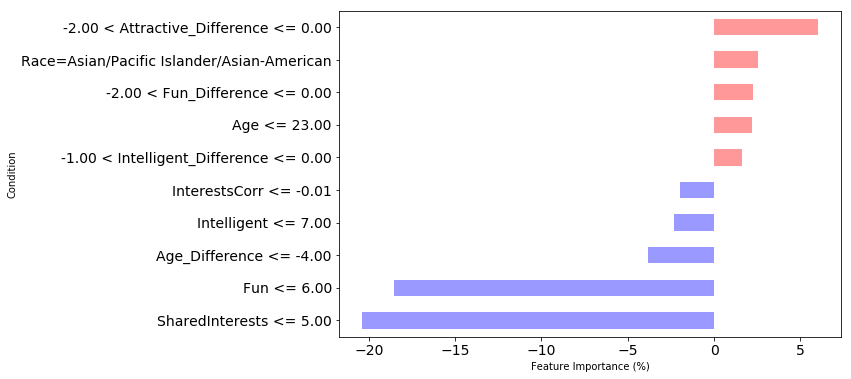 -2.00 < Attractive_Difference <= 0.00
Race=Asian/Pacific Islander/Asian-American
-2.00 < Fun_Difference <= 0.00
Age <= 23.00
-1.00 < Intelligent_Difference <= 0.00
InterestsCorr <= -0.01
Intelligent <= 7.00
Age_Difference <= -4.00
Fun <= 6.00
SharedInterests <= 5.00
Condition
−20 −15 −10 −5 0 5
Feature Importance (%)